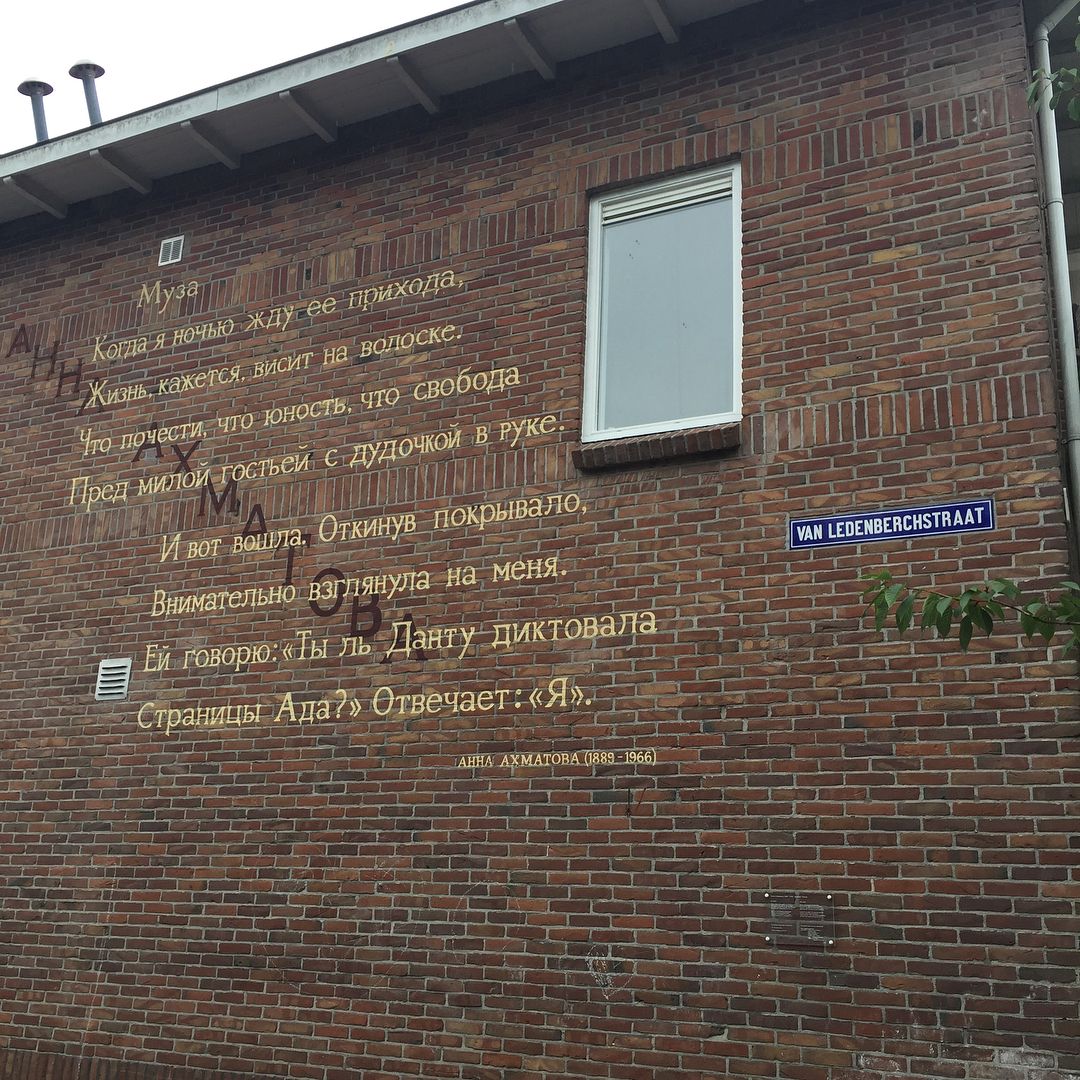 Муза
Когда я ночью жду ее прихода,
Жизнь, кажется, висит на волоске.
Что почести, что юность, что свобода
Пред милой гостьей с дудочкой в руке.
И вот вошла. Откинув покрывало,
Внимательно взглянула на меня.
Ей говорю: «Ты ль Данту диктовала
Страницы Ада?» Отвечает: «Я».
АННА АХМАТОВА (1889 - 1966)
АННА
АХМАТОВА
VAN LEDENBERCHSTRAAT